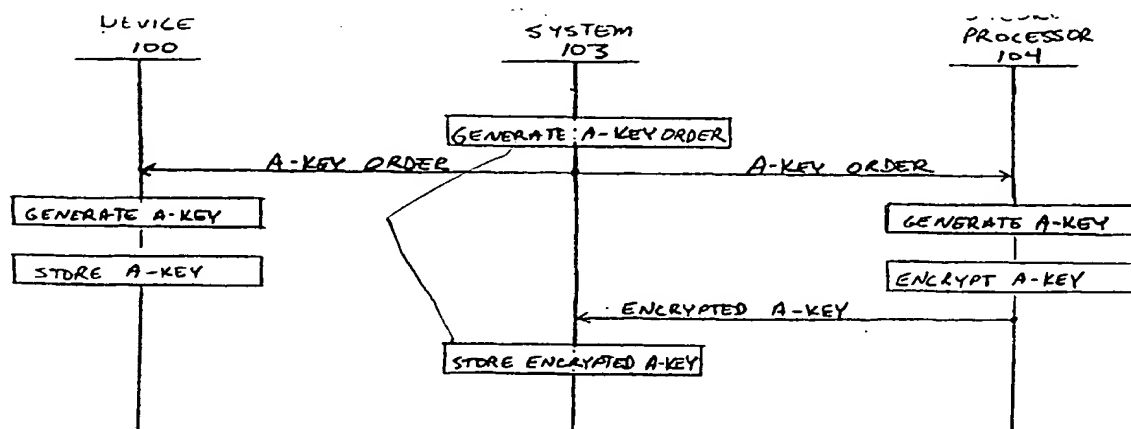 DEVICE
100
SYSTEM
103
PROCESSOR
104
GENERATE A-KEY ORDER
A-KEY ORDER
A-KEY ORDER
GENERATE A-KEY
GENERATE A-KEY
STORE A-KEY
ENCRYPT A-KEY
ENCRYPTED A-KEY
STORE ENCRYPTED A-KEY